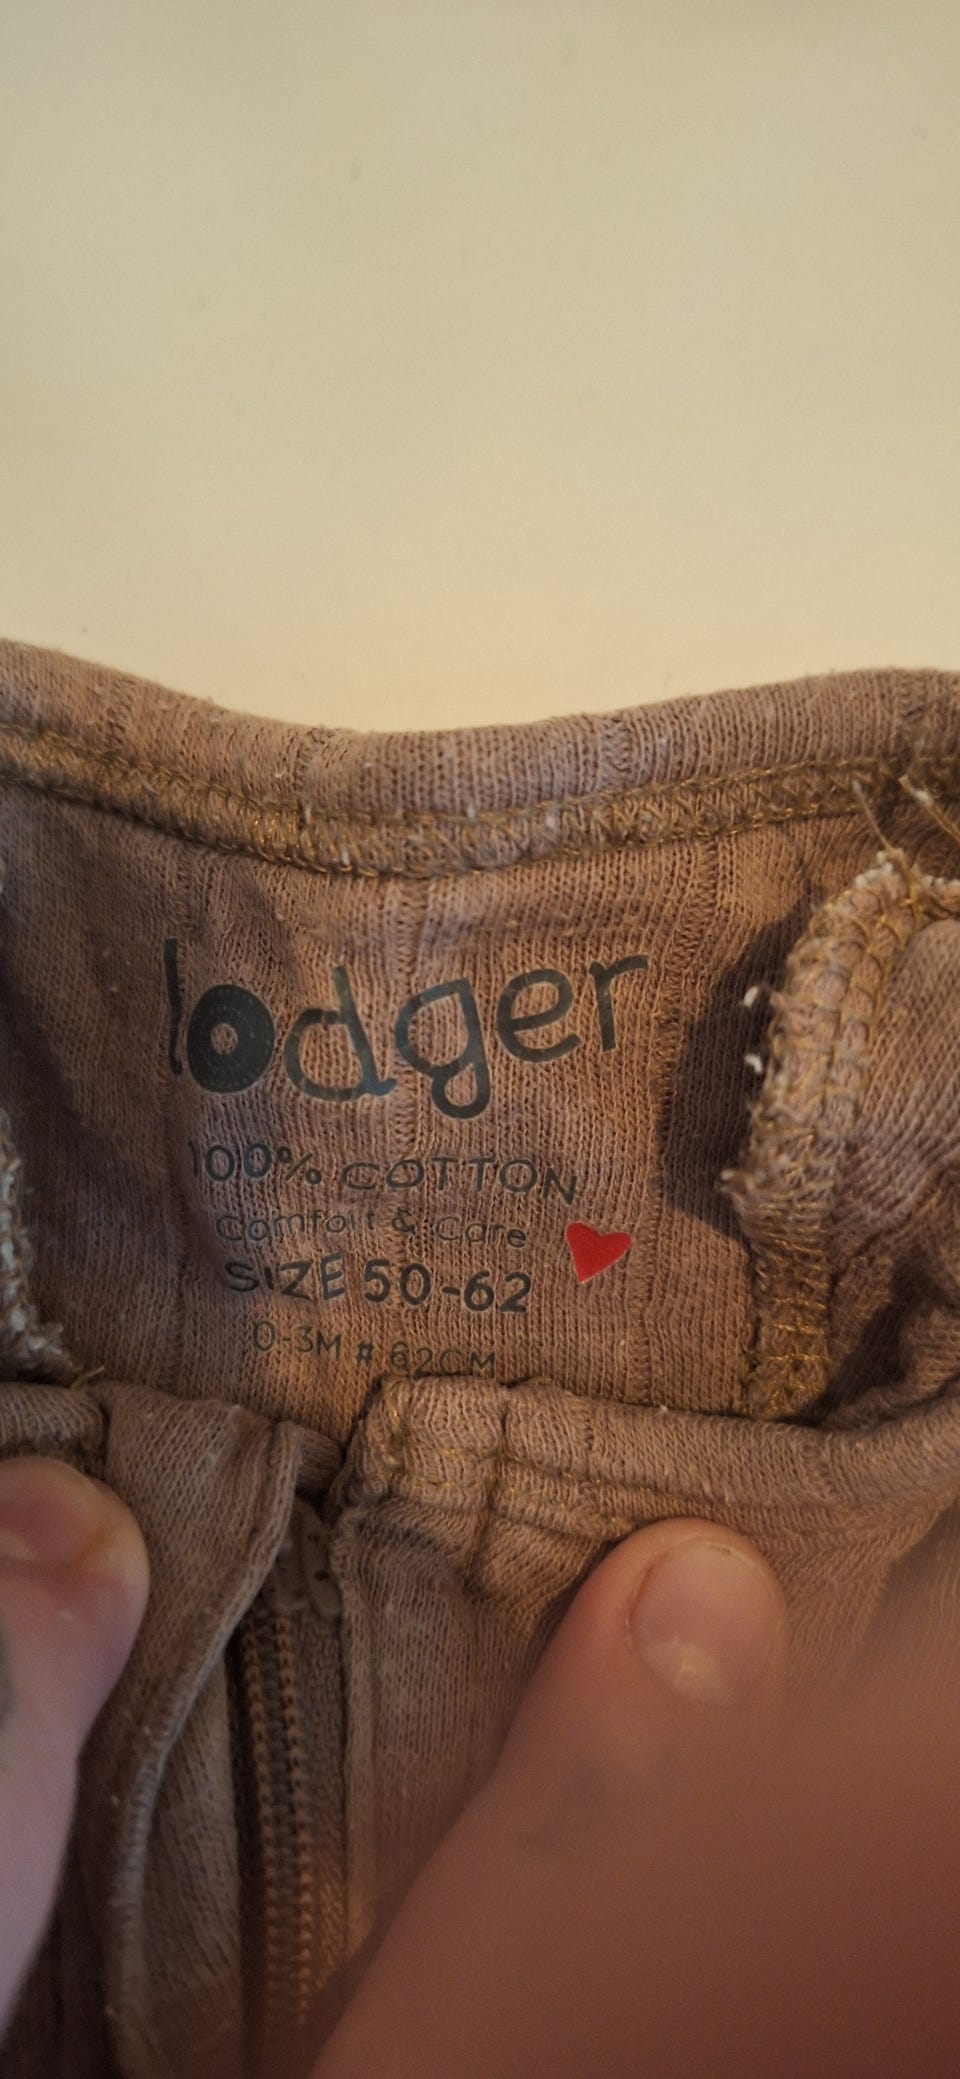 lodger
100% COTTON
Comfort & Care
SIZE 50-62
0-3M # 62CM